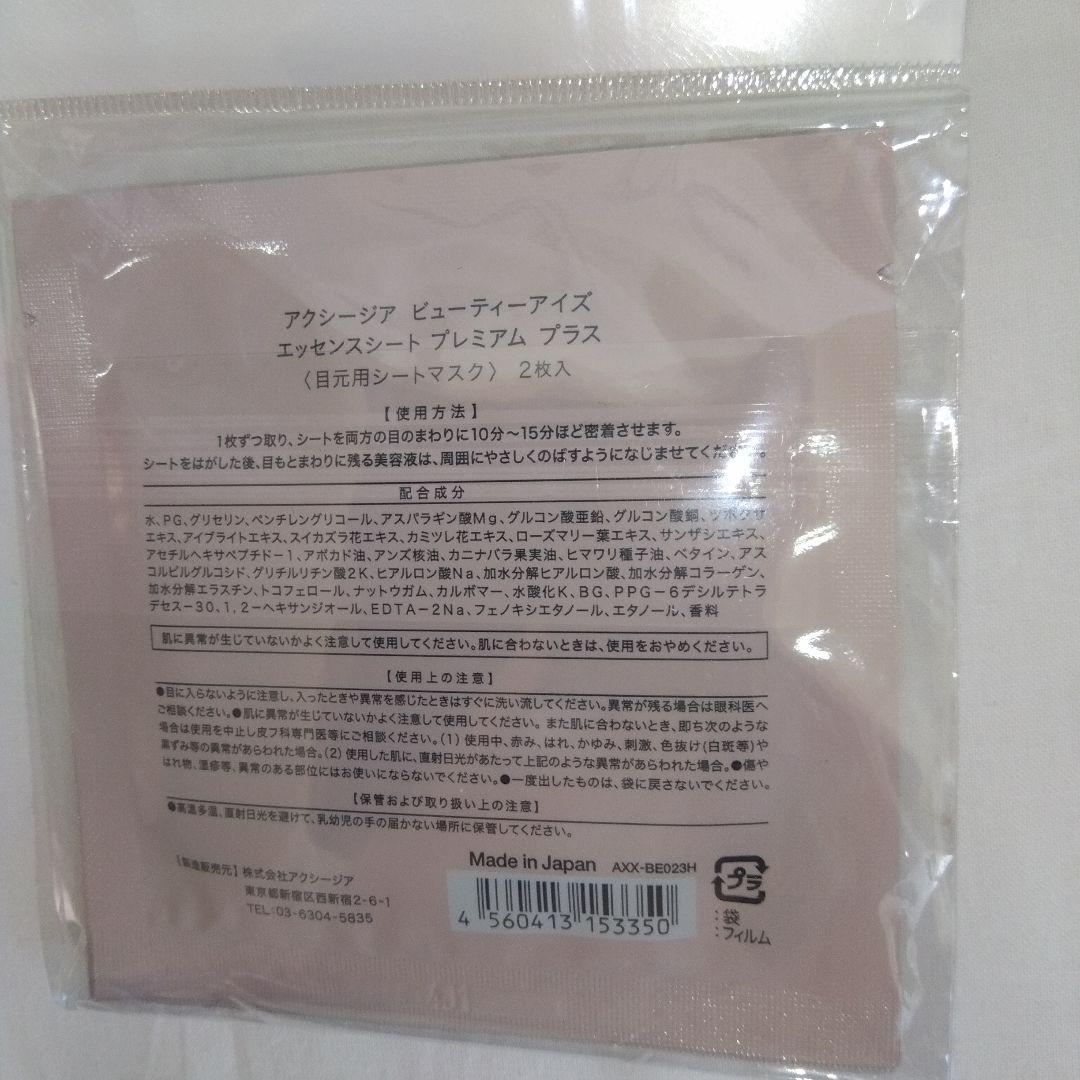 アクシージア ビューティーアイズ
エッセンスシート プレミアム プラス
〈目元用シートマスク〉 2枚入
【使用方法】
1枚ずつ取り、シートを両方の目のまわりに10分～15分ほど密着させます。
シートをはがした後、目もとまわりに残る美容液は、周囲にやさしくのばすようになじませてください。
配合成分
水、PG、グリセリン、ペンチレングリコール、アスパラギン酸Mg、グルコン酸亜鉛、グルコン酸銅、ツボクサ
エキス、アイブライトエキス、スイカズラ花エキス、カミツレ花エキス、ローズマリー葉エキス、サンザシエキス、
アセチルヘキサペプチド－1、アボカド油、アンズ核油、カニナバラ果実油、ヒマワリ種子油、ベタイン、アス
コルビルグルコシド、グリチルリチン酸2K、ヒアルロン酸Na、加水分解ヒアルロン酸、加水分解コラーゲン、
加水分解エラスチン、トコフェロール、ナットウガム、カルボマー、水酸化K、BG、PPG－6デシルテトラ
デセス－30、1，2－ヘキサンジオール、EDTA－2Na、フェノキシエタノール、エタノール、香料
肌に異常が生じていないかよく注意して使用してください。肌に合わないときは、使用をおやめください。
【使用上の注意】
●目に入らないように注意し、入ったときや異常を感じたときはすぐに洗い流してください。異常が残る場合は眼科医へ
ご相談ください。●肌に異常が生じていないかよく注意して使用してください。また肌に合わないとき、即ち次のような
場合は使用を中止し皮フ科専門医等にご相談ください。(1) 使用中、赤み、はれ、かゆみ、刺激、色抜け(白斑等)や
黒ずみ等の異常があらわれた場合。(2) 使用した肌に、直射日光があたって上記のような異常があらわれた場合。●傷や
はれ物、湿疹等、異常のある部位にはお使いにならないでください。●一度出したものは、袋に戻さないでください。
【保管および取り扱い上の注意】
●高温多湿、直射日光を避けて、乳幼児の手の届かない場所に保管してください。
【製造販売元】株式会社アクシージア
東京都新宿区西新宿2-6-1
TEL:03-6304-5835
Made in Japan AXX-BE023H
4 560413 153350
プラ
:袋
:フィルム